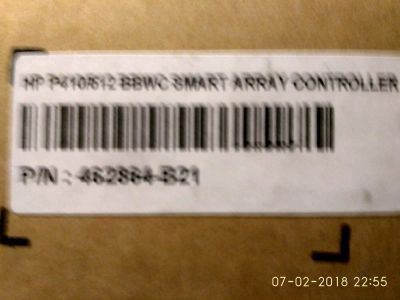 HP P410/512 BBWC SMART ARRAY CONTROLLER
P/N : 462864-B21
07-02-2018 22:55